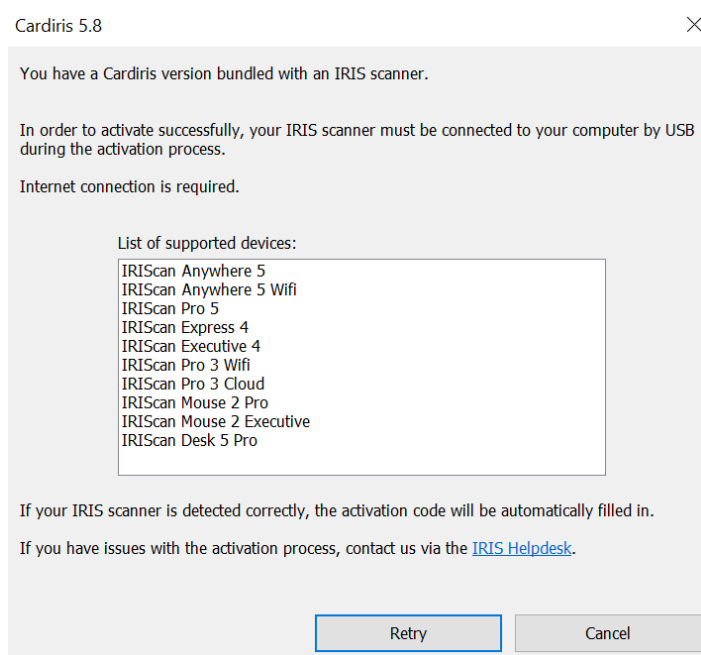 Cardiris 5.8
You have a Cardiris version bundled with an IRIS scanner.
In order to activate successfully, your IRIS scanner must be connected to your computer by USB
during the activation process.
Internet connection is required.
List of supported devices:
IRIScan Anywhere 5
IRIScan Anywhere 5 Wifi
IRIScan Pro 5
IRIScan Express 4
IRIScan Executive 4
IRIScan Pro 3 Wifi
IRIScan Pro 3 Cloud
IRIScan Mouse 2 Pro
IRIScan Mouse 2 Executive
IRIScan Desk 5 Pro
If your IRIS scanner is detected correctly, the activation code will be automatically filled in.
If you have issues with the activation process, contact us via the IRIS Helpdesk.
Retry Cancel